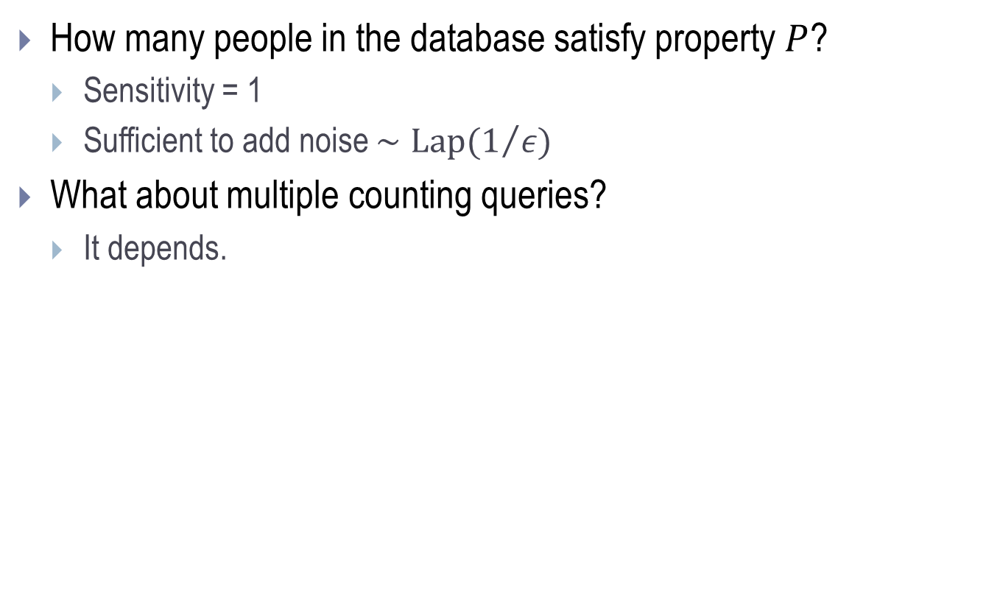 How many people in the database satisfy property P?
Sensitivity = 1
Sufficient to add noise ~ Lap(1/ϵ)
What about multiple counting queries?
It depends.